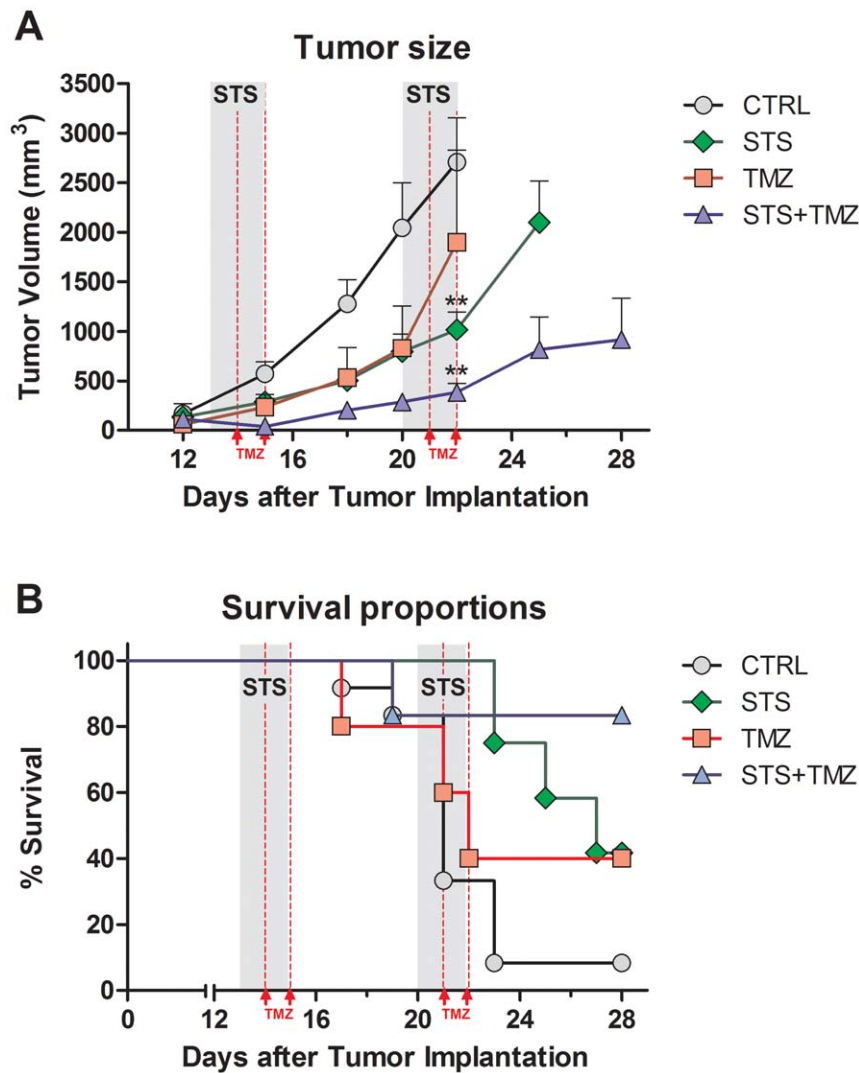 A
Tumor size
3500
3000
2500
2000
1500
1000
500
0
Tumor Volume (mm3)
STS
STS
**
**
12
16
20
24
28
TMZ
TMZ
Days after Tumor Implantation
CTRL
STS
TMZ
STS+TMZ
B
Survival proportions
100
80
60
40
20
0
% Survival
STS
STS
0
12
16
20
24
28
TMZ
TMZ
Days after Tumor Implantation
CTRL
STS
TMZ
STS+TMZ